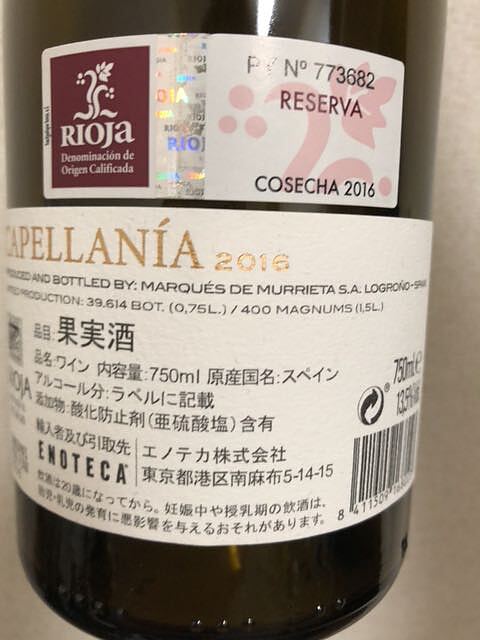 RIOJA
Denominación de
Origen Calificada
RIOJ
PV Nº 773682
RESERVA
COSECHA 2016
CAPELLANÍA 2016
AND BOTTLED BY: MARQUÉS DE MURRIETA S.A. LOGROÑO-SPAIN
PRODUCTION: 39.614 BOT. (0,75L.) / 400 MAGNUMS (1,5L.)
品目:果実酒
品名:ワイン 内容量:750ml 原産国名:スペイン
アルコール分:ラベルに記載
添加物:酸化防止剤(亜硫酸塩)含有
輸入者及び引取先
ENOTECA
エノテカ株式会社
東京都港区南麻布5-14-15
飲酒は20歳になってから。妊娠中や授乳期の飲酒は、
胎児・乳児の発育に悪影響を与えるおそれがあります。
750ml e
13,5%
8 411509